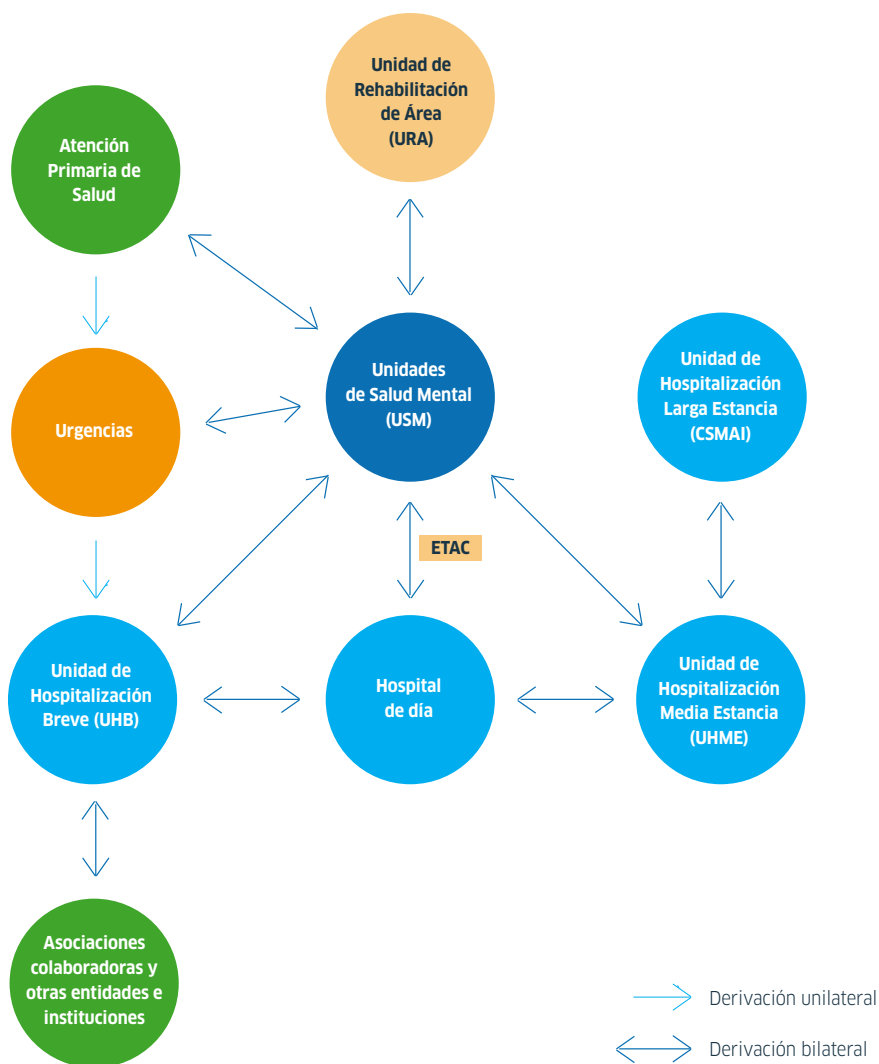 Unidad de
Rehabilitación
de Área
(URA)
Atención
Primaria de
Salud
Unidades
de Salud Mental
(USM)
Unidad de
Hospitalización
Larga Estancia
(CSMAI)
Urgencias
ETAC
Unidad de
Hospitalización
Breve (UHB)
Hospital
de día
Unidad de
Hospitalización
Media Estancia
(UHME)
Asociaciones
colaboradoras y
otras entidades e
instituciones
Derivación unilateral
Derivación bilateral